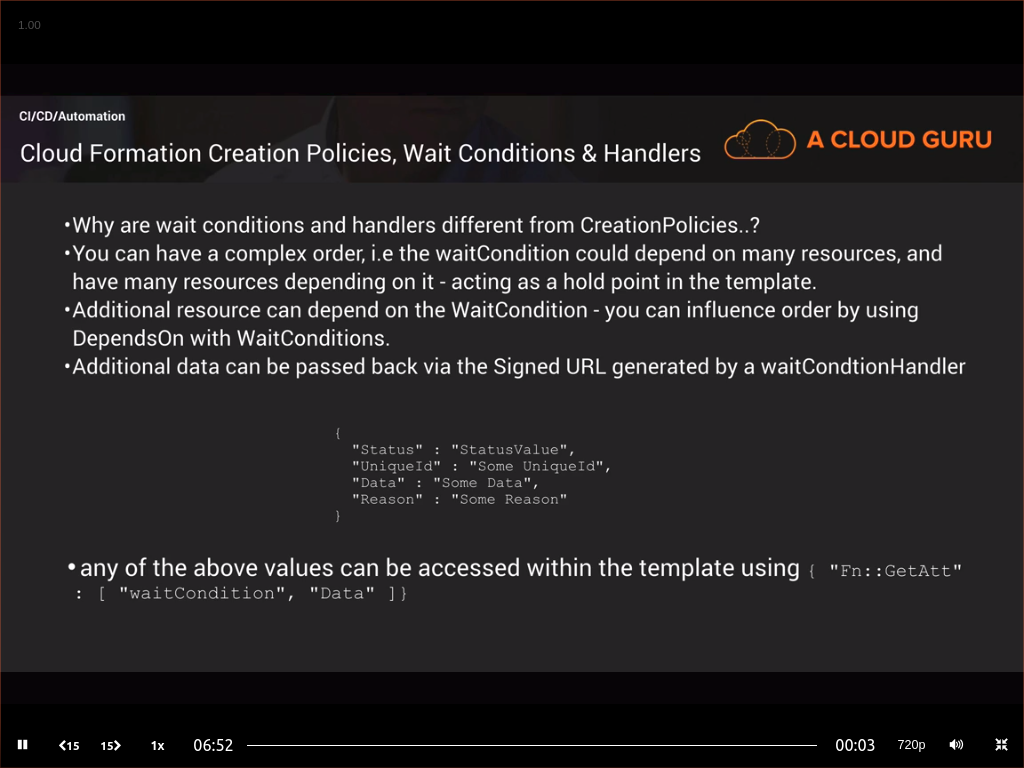 1.00
CI/CD/Automation
Cloud Formation Creation Policies, Wait Conditions & Handlers
A CLOUD GURU
•Why are wait conditions and handlers different from CreationPolicies..?
•You can have a complex order, i.e the waitCondition could depend on many resources, and
have many resources depending on it - acting as a hold point in the template.
•Additional resource can depend on the WaitCondition - you can influence order by using
DependsOn with WaitConditions.
•Additional data can be passed back via the Signed URL generated by a waitCondtionHandler
{
"Status" : "StatusValue",
"UniqueId" : "Some UniqueId",
"Data" : "Some Data",
"Reason" : "Some Reason"
}
•any of the above values can be accessed within the template using { "Fn::GetAtt"
: [ "waitCondition", "Data" ]}
15 15 1x 06:52 00:03 720p